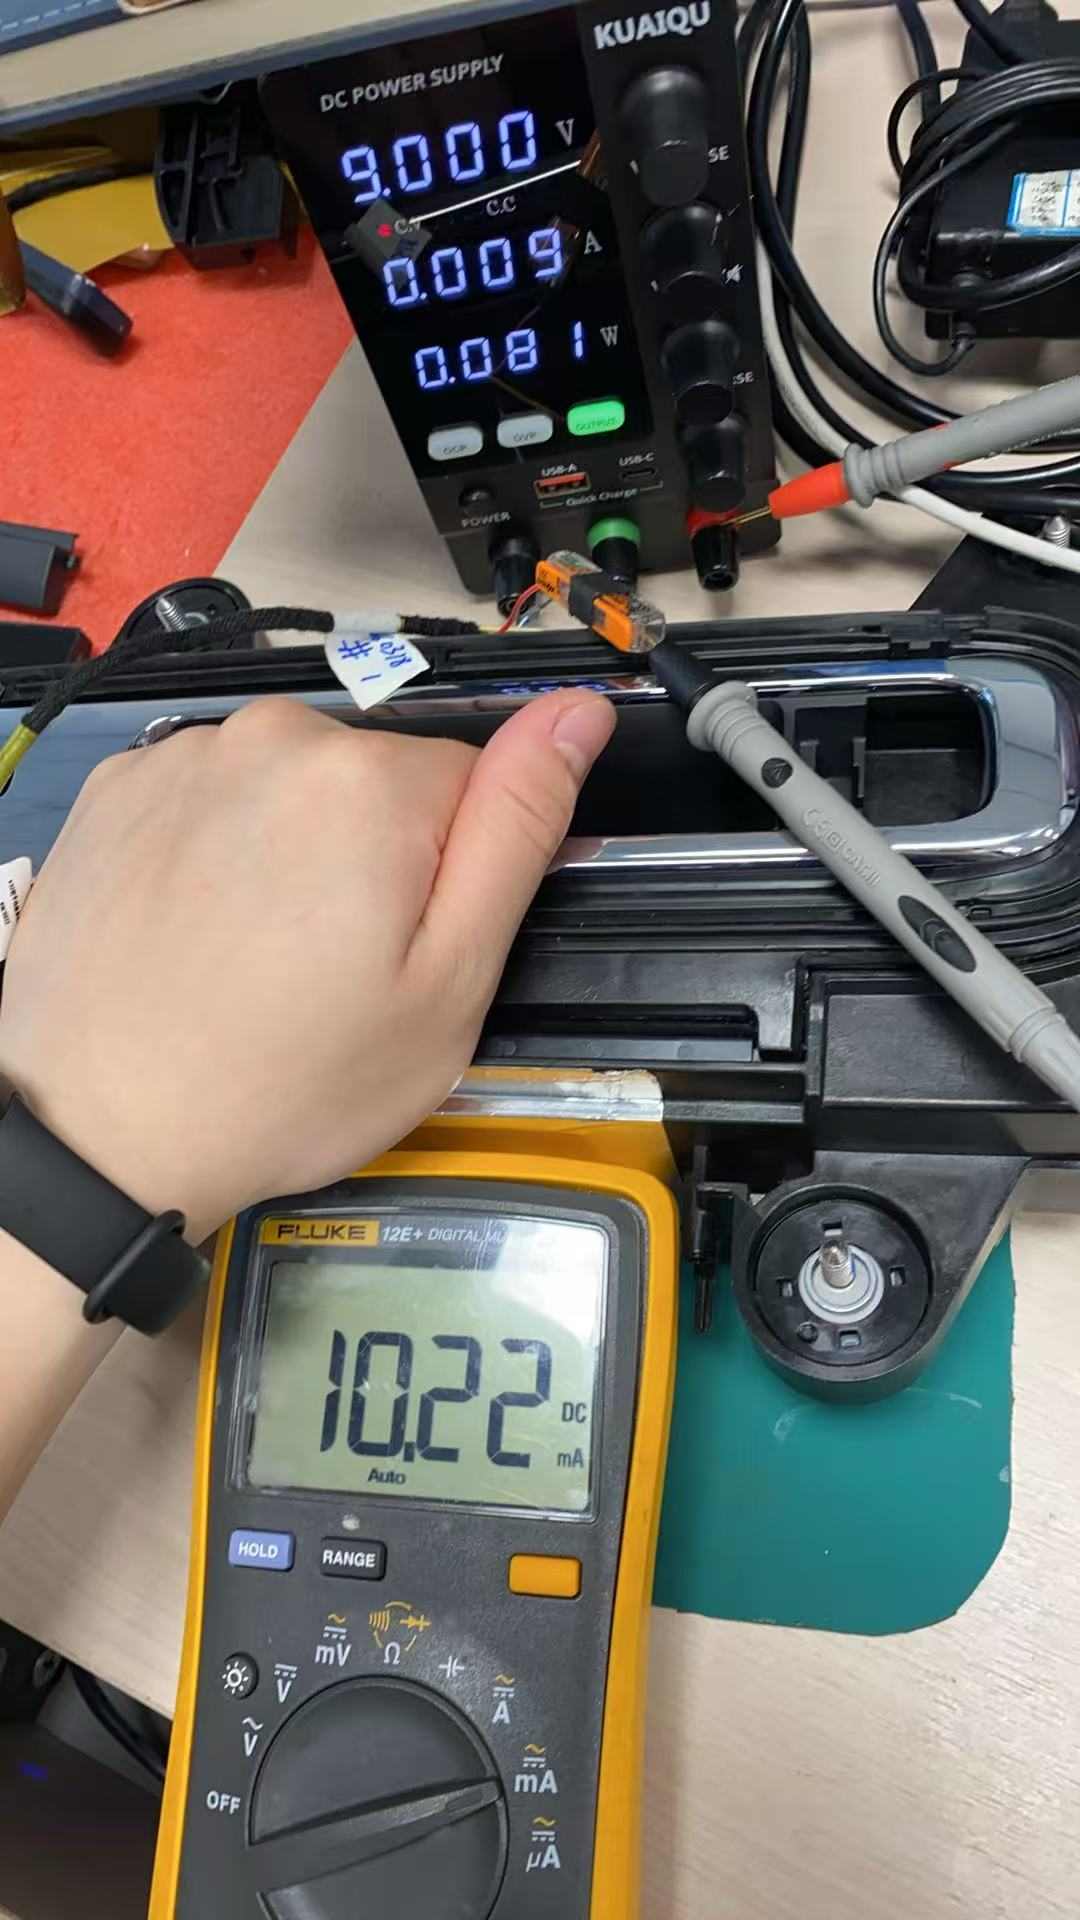 KUAIQU
DC POWER SUPPLY
9.000 V
C.V C.C
0.009 A
0.081 W
OCP OVP OUTPUT
USB-A USB-C
Quick Charge
POWER
#1
FLUKE 12E+ DIGITAL
10.22
DC
mA
Auto
HOLD RANGE
mV Ω
V A
V
OFF mA
µA